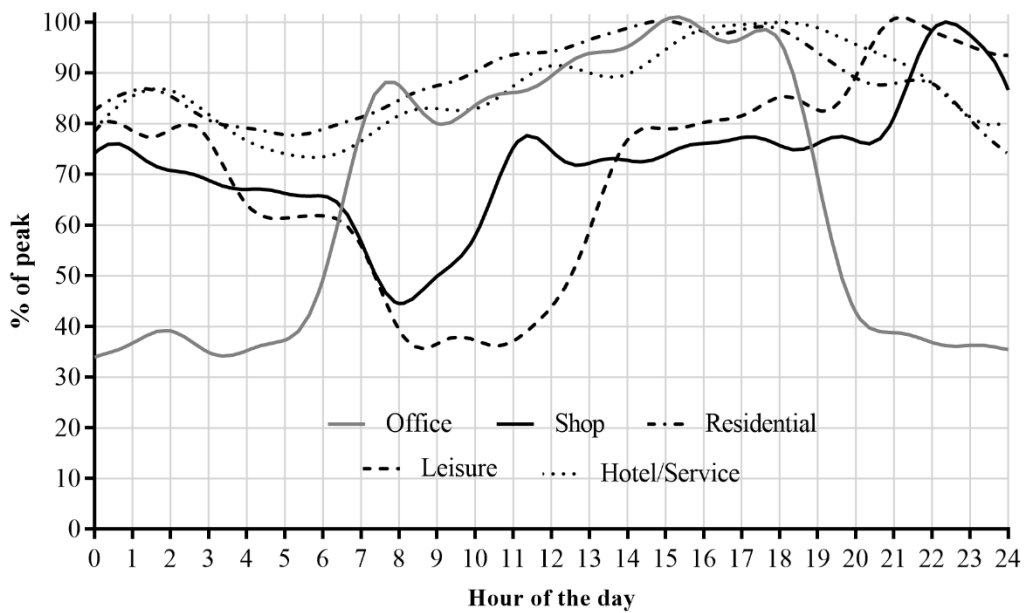 100
90
80
70
60
50
40
30
20
10
0
% of peak
Office Shop Residential
Leisure Hotel/Service
0 1 2 3 4 5 6 7 8 9 10 11 12 13 14 15 16 17 18 19 20 21 22 23 24
Hour of the day